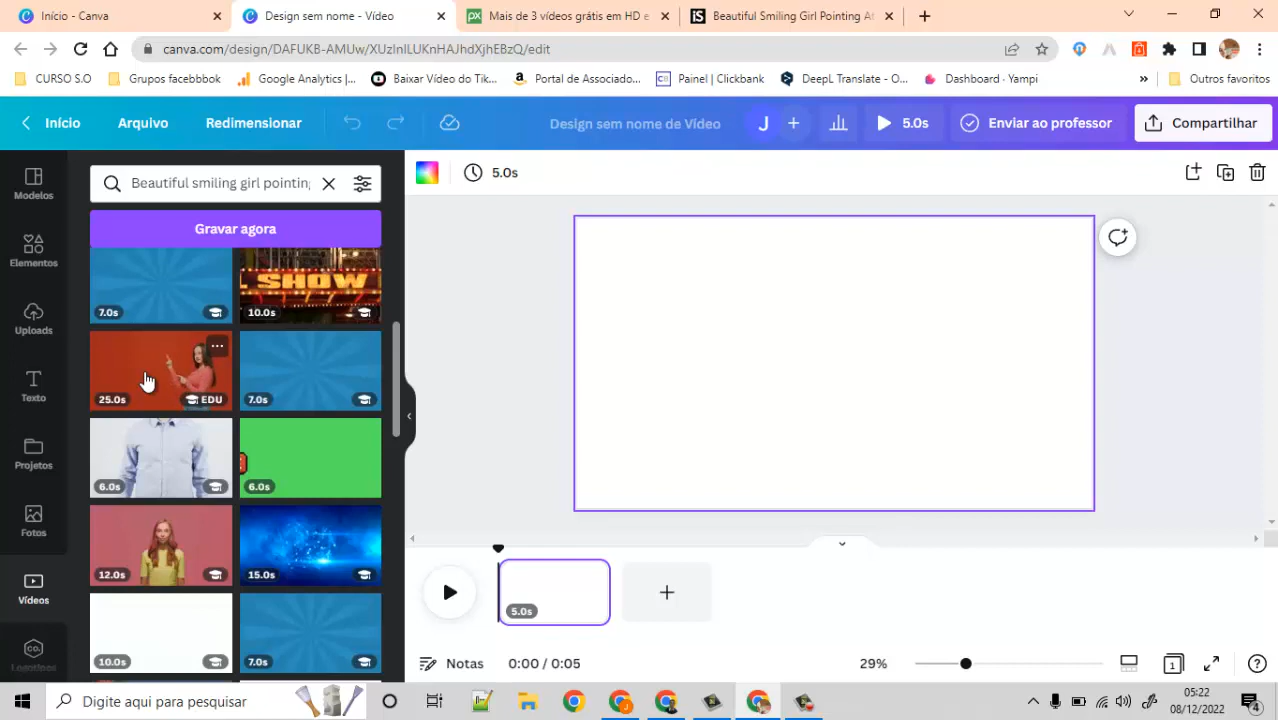 Início - Canva
Design sem nome - Vídeo
Mais de 3 vídeos grátis em HD e
Beautiful Smiling Girl Pointing At
canva.com/design/DAFUKB-AMUw/XUzInlLUKnHAJhdXjhEBzQ/edit
CURSO S.O
Grupos facebbbok
Google Analytics |...
Baixar Vídeo do Tik...
Portal de Associado...
Painel | Clickbank
DeepL Translate - O...
Dashboard · Yampi
»
Outros favoritos
Início
Arquivo
Redimensionar
Design sem nome de Vídeo
J
+
5.0s
Enviar ao professor
Compartilhar
Modelos
Elementos
Uploads
Texto
Projetos
Fotos
Vídeos
Logotipos
Beautiful smiling girl pointing
Gravar agora
7.0s
SHOW
10.0s
25.0s
EDU
7.0s
6.0s
6.0s
12.0s
15.0s
10.0s
7.0s
5.0s
5.0s
Notas
0:00 / 0:05
29%
1
Digite aqui para pesquisar
05:22
08/12/2022
4